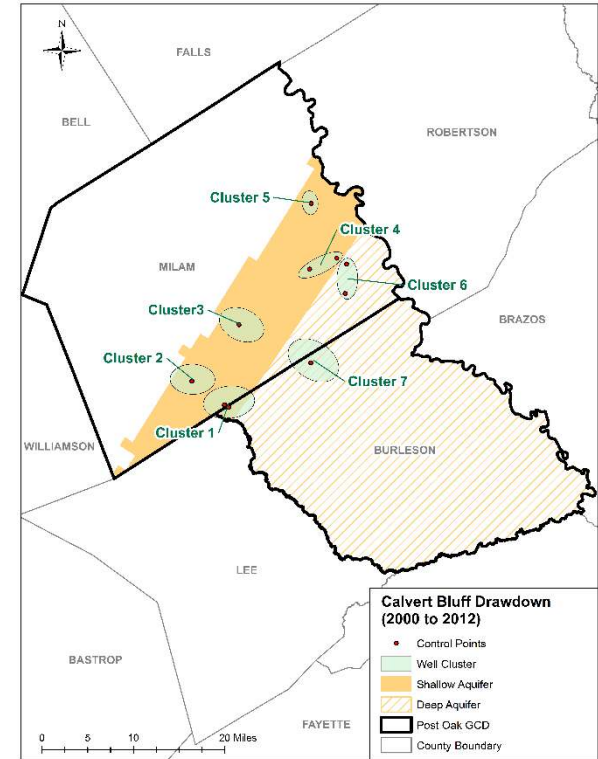 N
FALLS
BELL
ROBERTSON
Cluster 5
Cluster 4
MILAM
Cluster 6
Cluster3
BRAZOS
Cluster 2
Cluster 7
Cluster 1
WILLIAMSON
BURLESON
LEE
BASTROP
FAYETTE
Calvert Bluff Drawdown
(2000 to 2012)
Control Points
Well Cluster
Shallow Aquifer
Deep Aquifer
Post Oak GCD
County Boundary
0 5 10 20 Miles